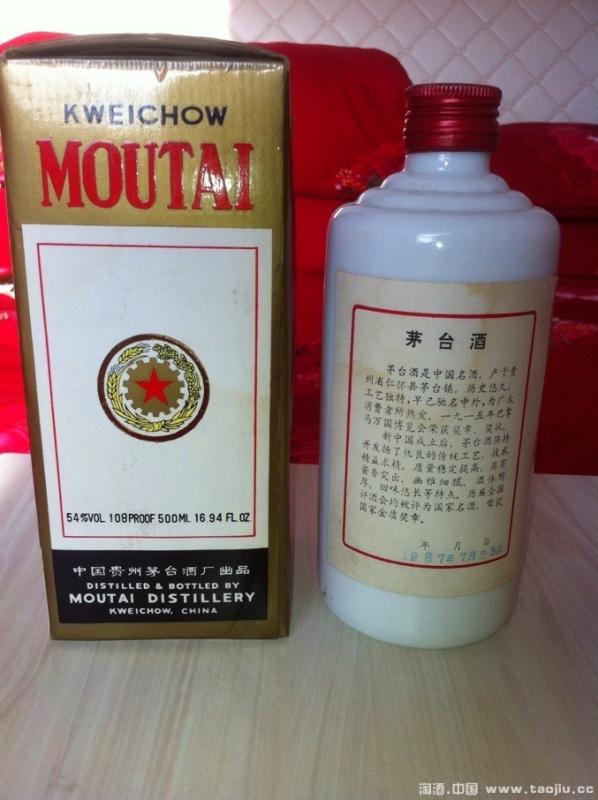 KWEICHOW
MOUTAI
54%VOL 108PROOF 500ML 16.94 FL.OZ
中国贵州茅台酒厂出品
DISTILLED & BOTTLED BY
MOUTAI DISTILLERY
KWEICHOW, CHINA
茅台酒
茅台酒是中国名酒，产于贵
州省仁怀县茅台镇，历史悠久，
工艺独特，早已驰名中外，为广大
消费者所热爱。一九一五年巴拿
马万国博览会荣获奖章、奖状。
新中国成立后，茅台酒保持
并发扬了优良的传统工艺，技术
精益求精，质量稳定提高，具有
酱香突出、幽雅细腻、酒体醇
厚、回味悠长等特点。历届全国
评酒会均被评为国家名酒，荣获
国家金质奖章。
年 月 日
1987年7月9
淘酒.中国 www.taojiu.cc